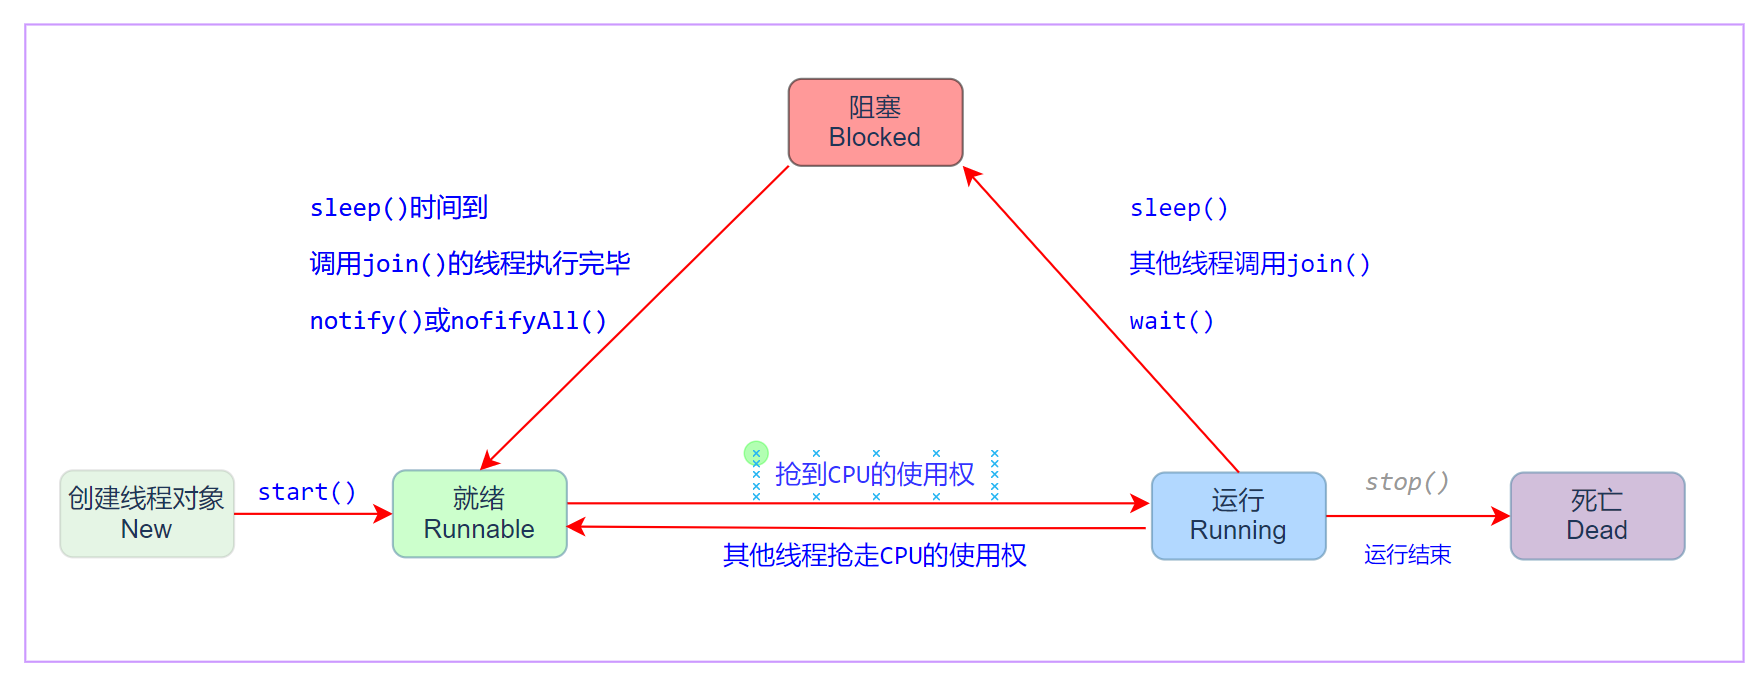 阻塞
Blocked
sleep()时间到
调用join()的线程执行完毕
notify()或nofifyAll()
sleep()
其他线程调用join()
wait()
创建线程对象
New
start()
就绪
Runnable
抢到CPU的使用权
其他线程抢走CPU的使用权
运行
Running
stop()
运行结束
死亡
Dead